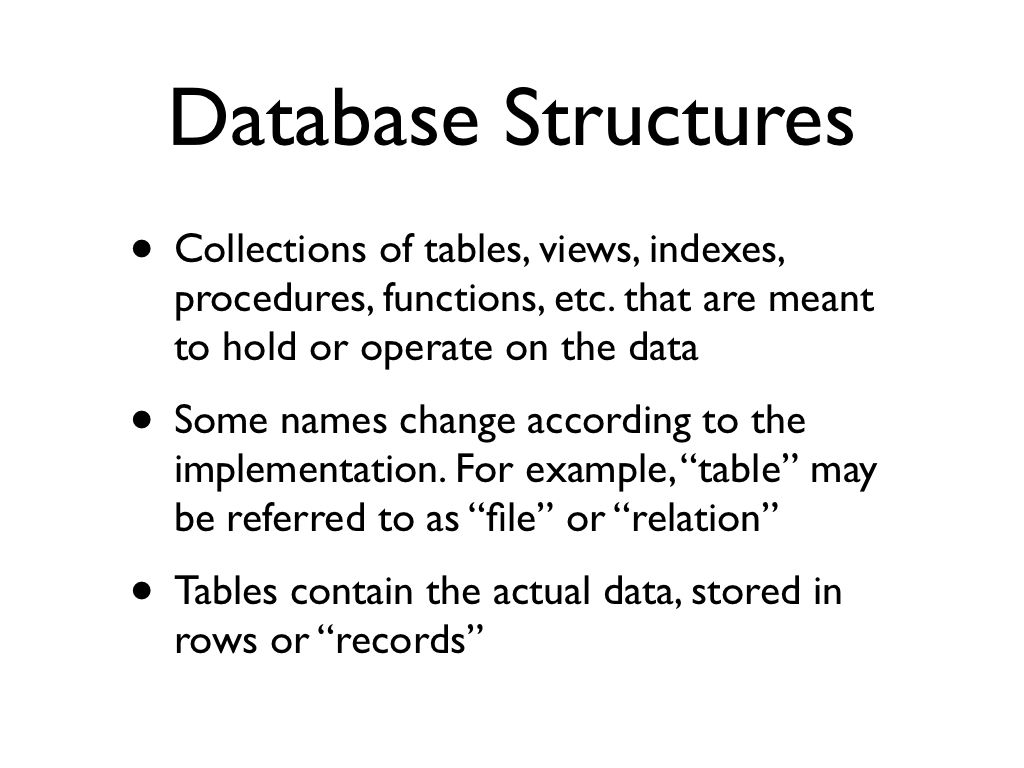 Database Structures
• Collections of tables, views, indexes,
procedures, functions, etc. that are meant
to hold or operate on the data
• Some names change according to the
implementation. For example, “table” may
be referred to as “file” or “relation”
• Tables contain the actual data, stored in
rows or “records”